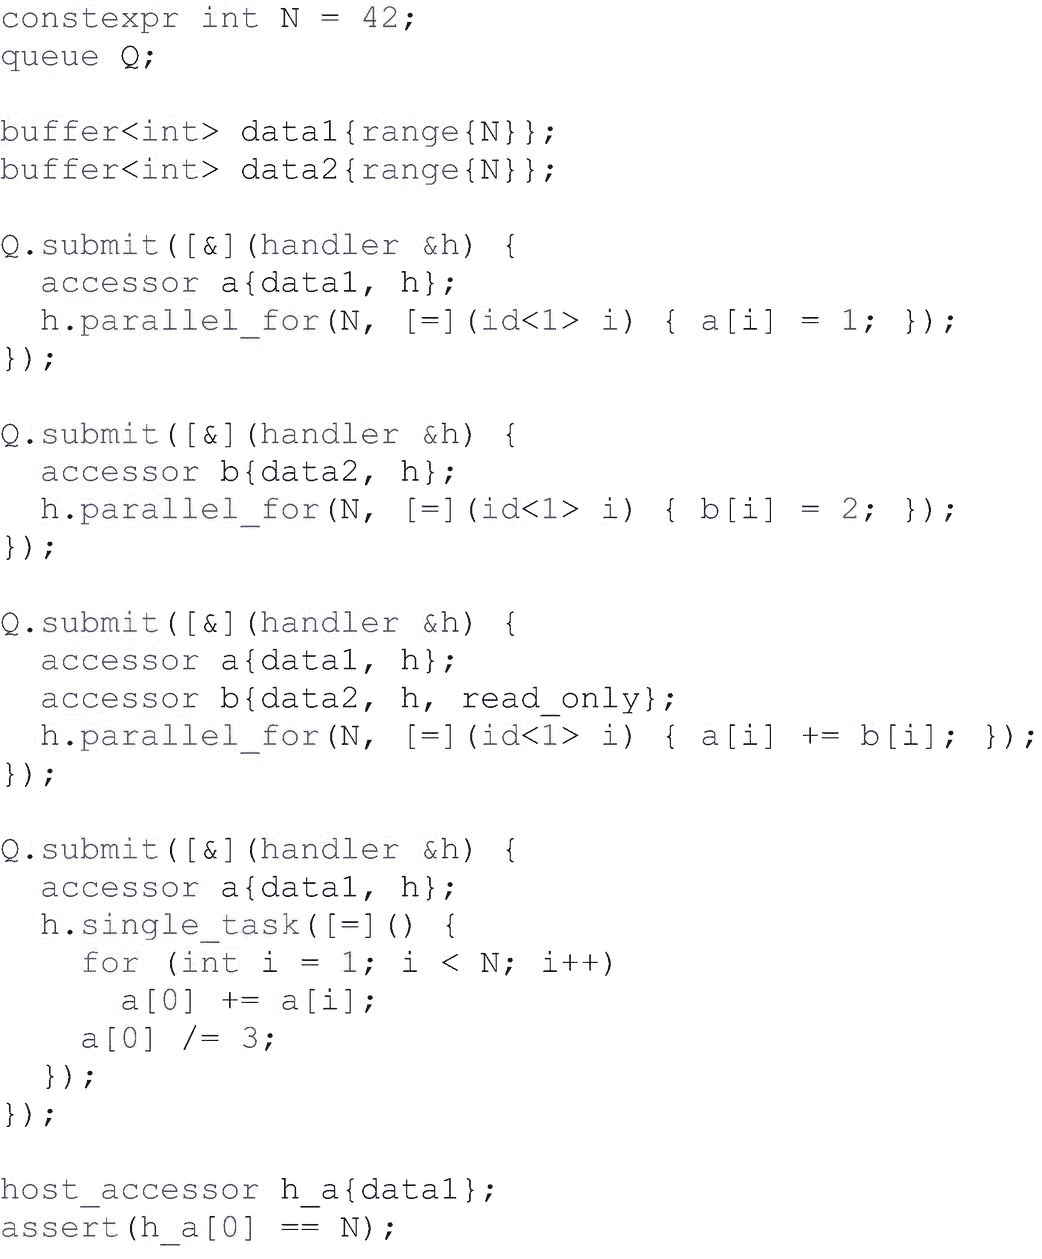 constexpr int N = 42;
queue Q;

buffer<int> data1{range{N}};
buffer<int> data2{range{N}};

Q.submit([&](handler &h) {
  accessor a{data1, h};
  h.parallel_for(N, [=](id<1> i) { a[i] = 1; });
});

Q.submit([&](handler &h) {
  accessor b{data2, h};
  h.parallel_for(N, [=](id<1> i) { b[i] = 2; });
});

Q.submit([&](handler &h) {
  accessor a{data1, h};
  accessor b{data2, h, read_only};
  h.parallel_for(N, [=](id<1> i) { a[i] += b[i]; });
});

Q.submit([&](handler &h) {
  accessor a{data1, h};
  h.single_task([=]() {
    for (int i = 1; i < N; i++)
      a[0] += a[i];
    a[0] /= 3;
  });
});

host_accessor h_a{data1};
assert(h_a[0] == N);